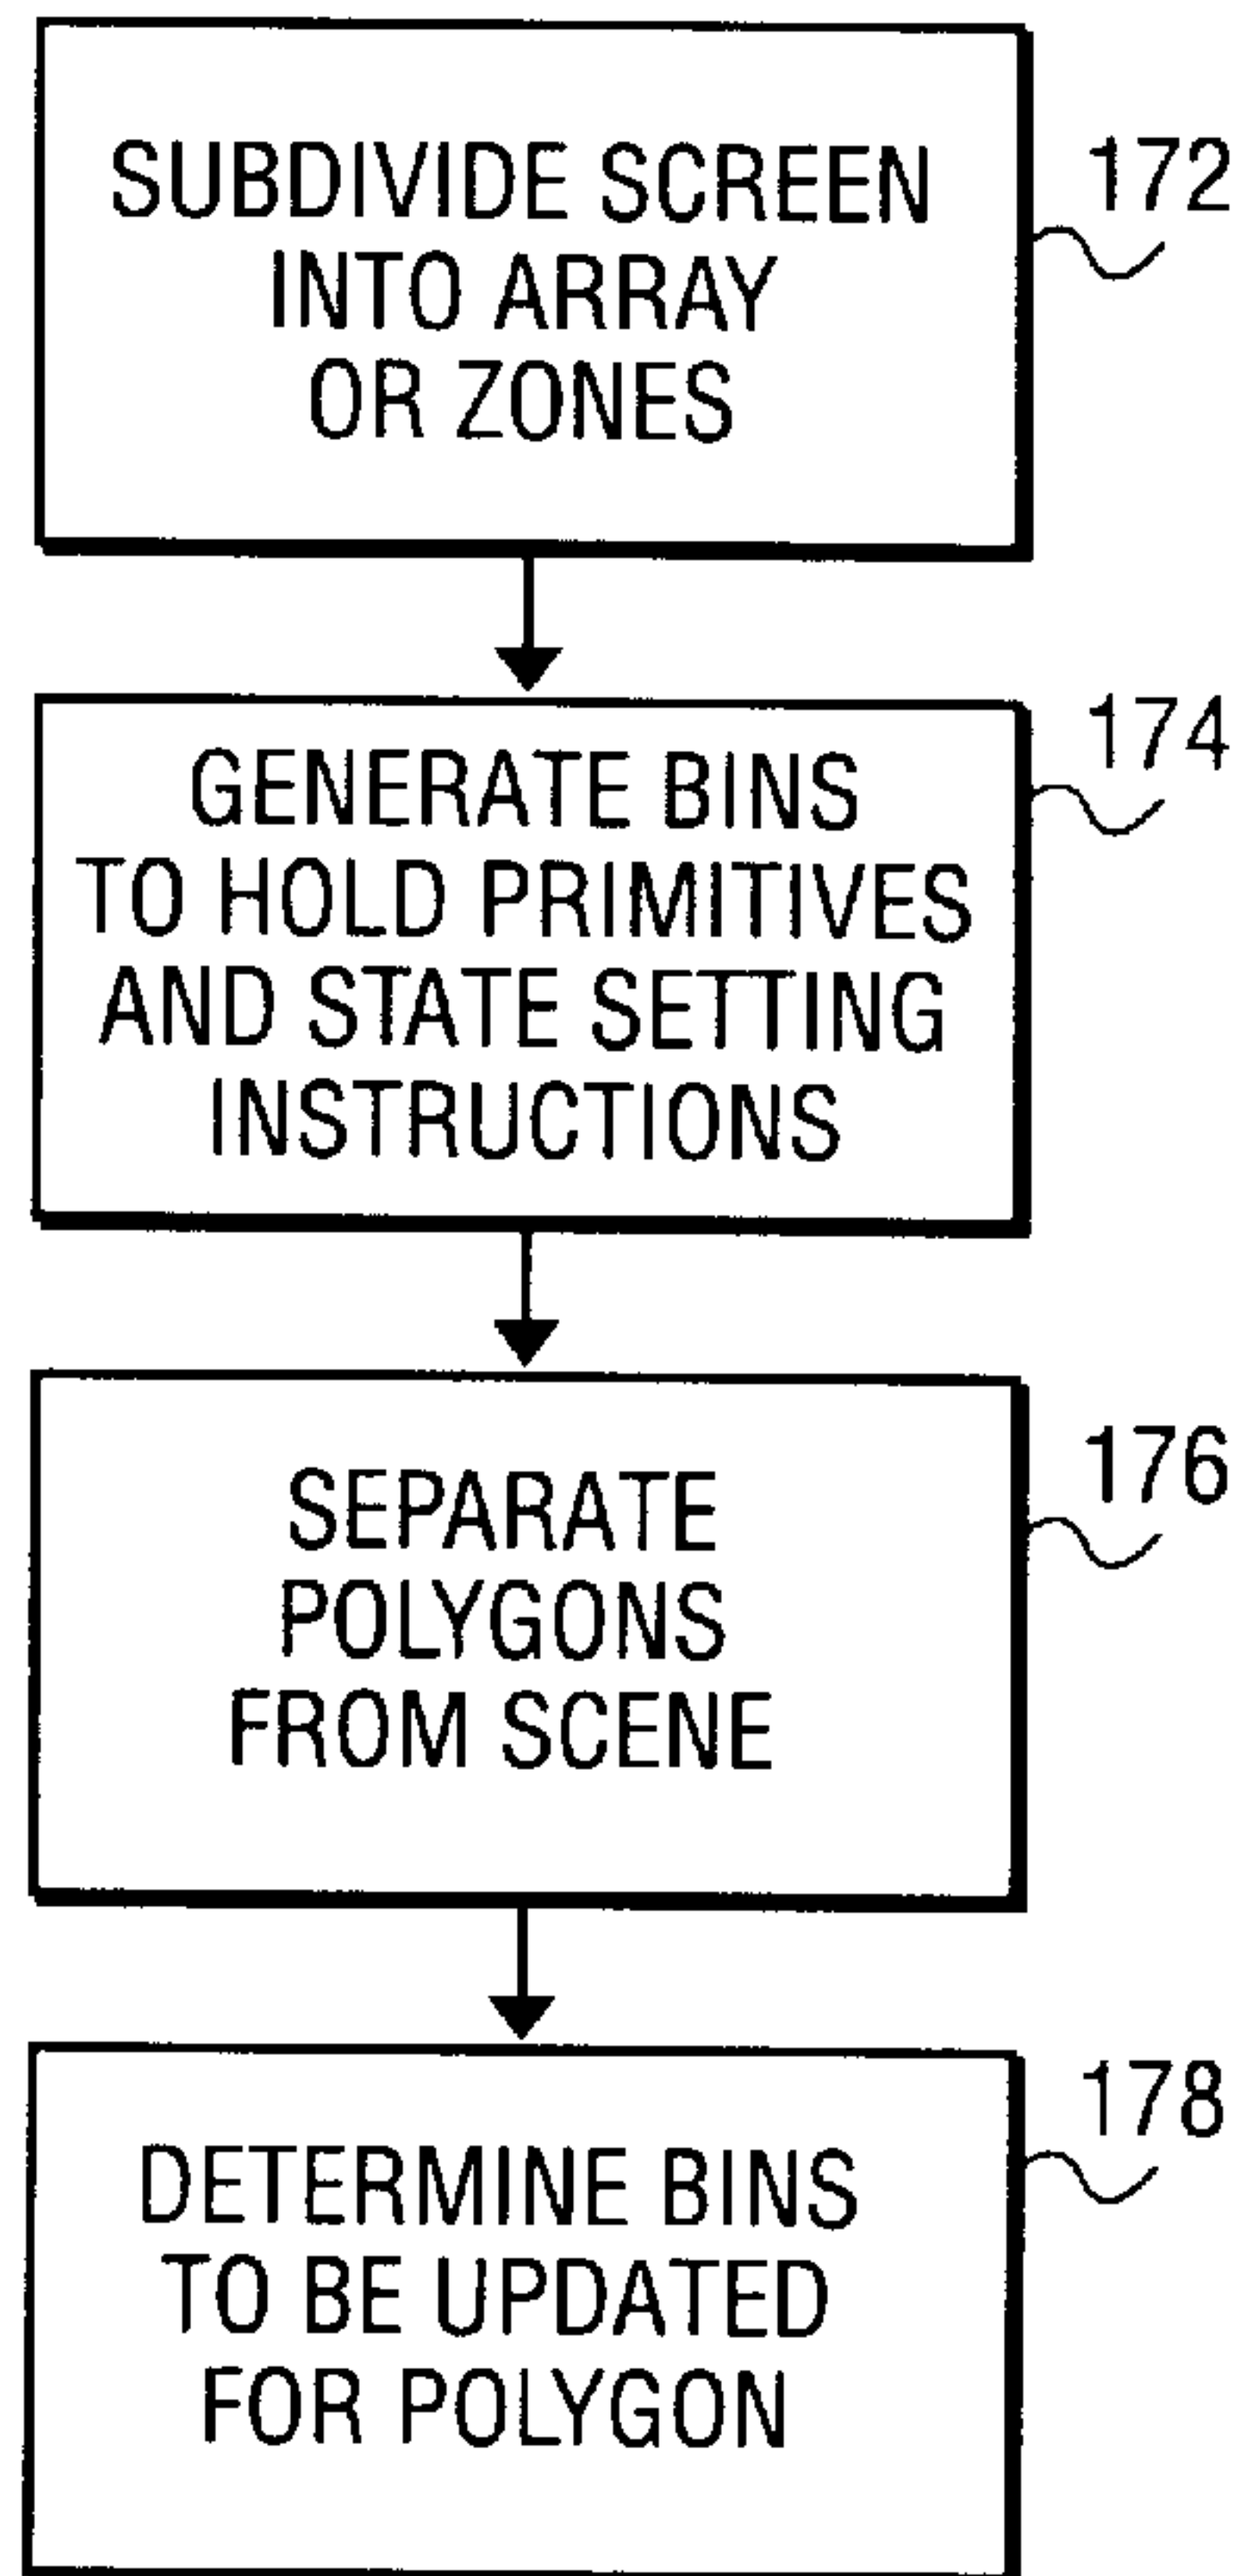 SUBDIVIDE SCREEN
INTO ARRAY
OR ZONES
172
GENERATE BINS
TO HOLD PRIMITIVES
AND STATE SETTING
INSTRUCTIONS
174
SEPARATE
POLYGONS
FROM SCENE
176
DETERMINE BINS
TO BE UPDATED
FOR POLYGON
178